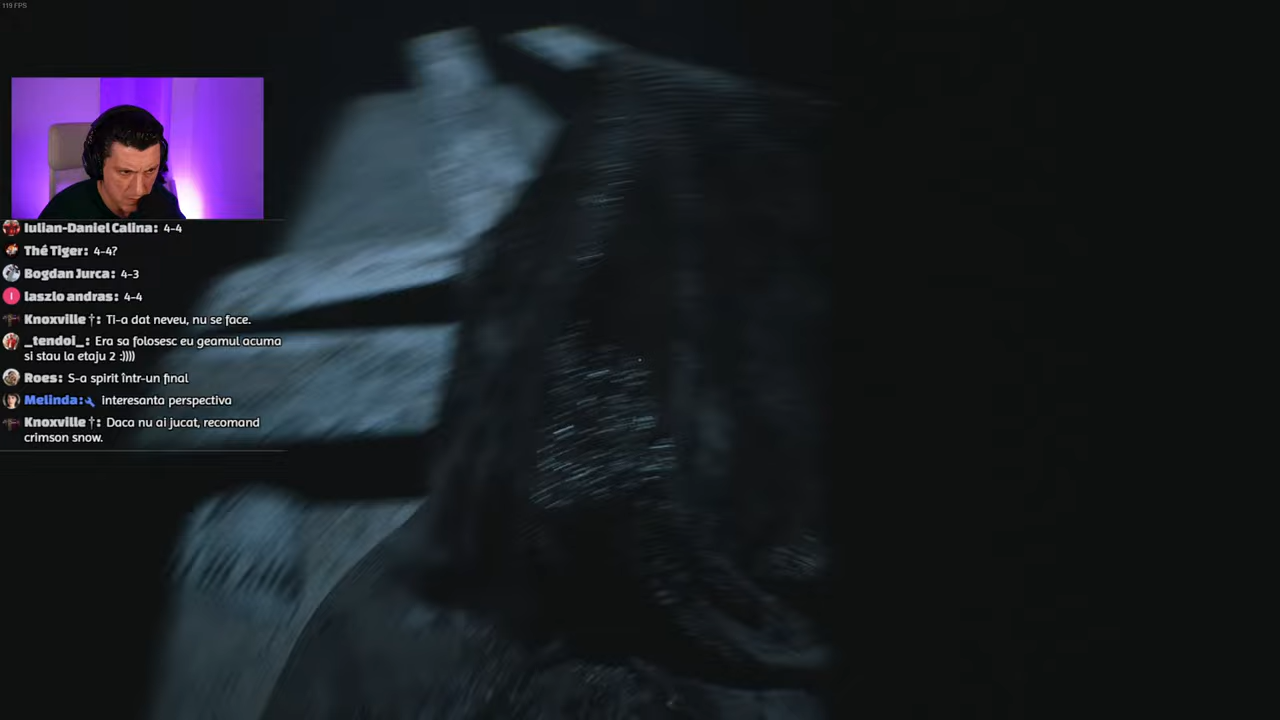 119 FPS
Iulian-Daniel Calina: 4-4
Thé Tiger: 4-4?
Bogdan Jurca: 4-3
I laszlo andras: 4-4
Knoxville †: Ti-a dat neveu, nu se face.
_tendoi_: Era sa folosesc eu geamul acuma
si stau la etaju 2 :))))
Roes: S-a spirit într-un final
Melinda: interesanta perspectiva
Knoxville †: Daca nu ai jucat, recomand
crimson snow.